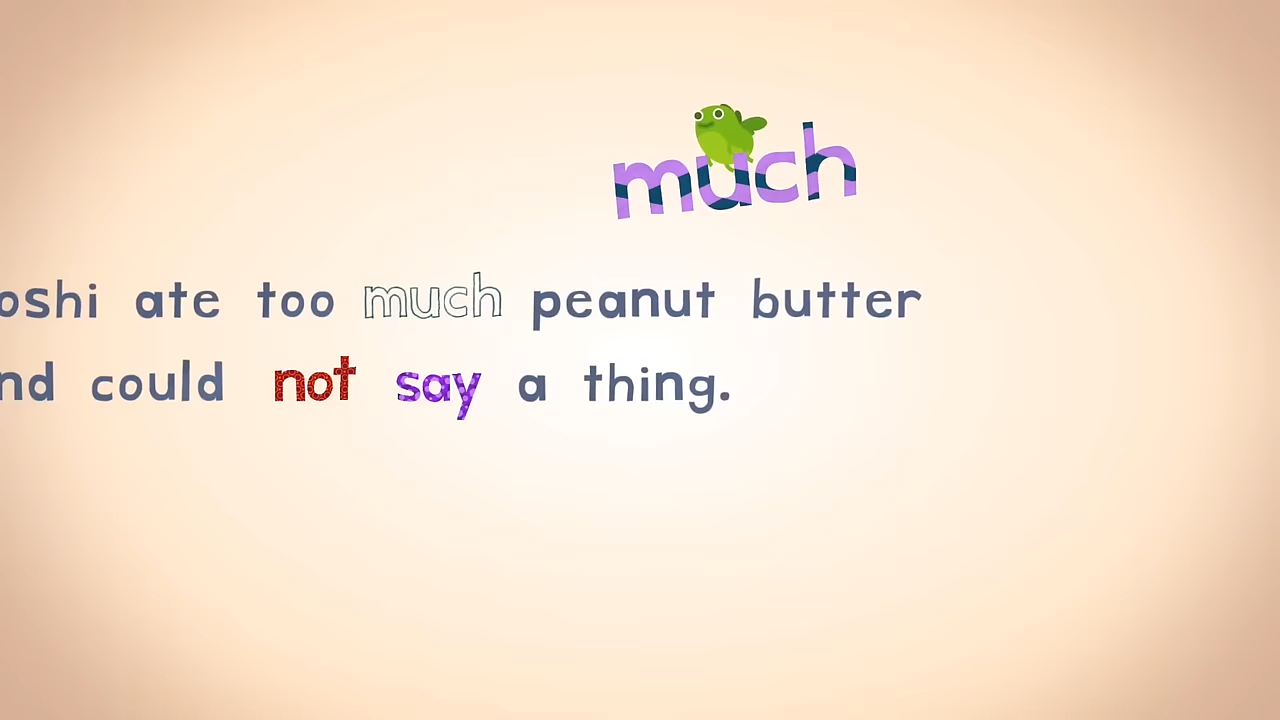 much
oshi ate too much peanut butter
nd could not say a thing.